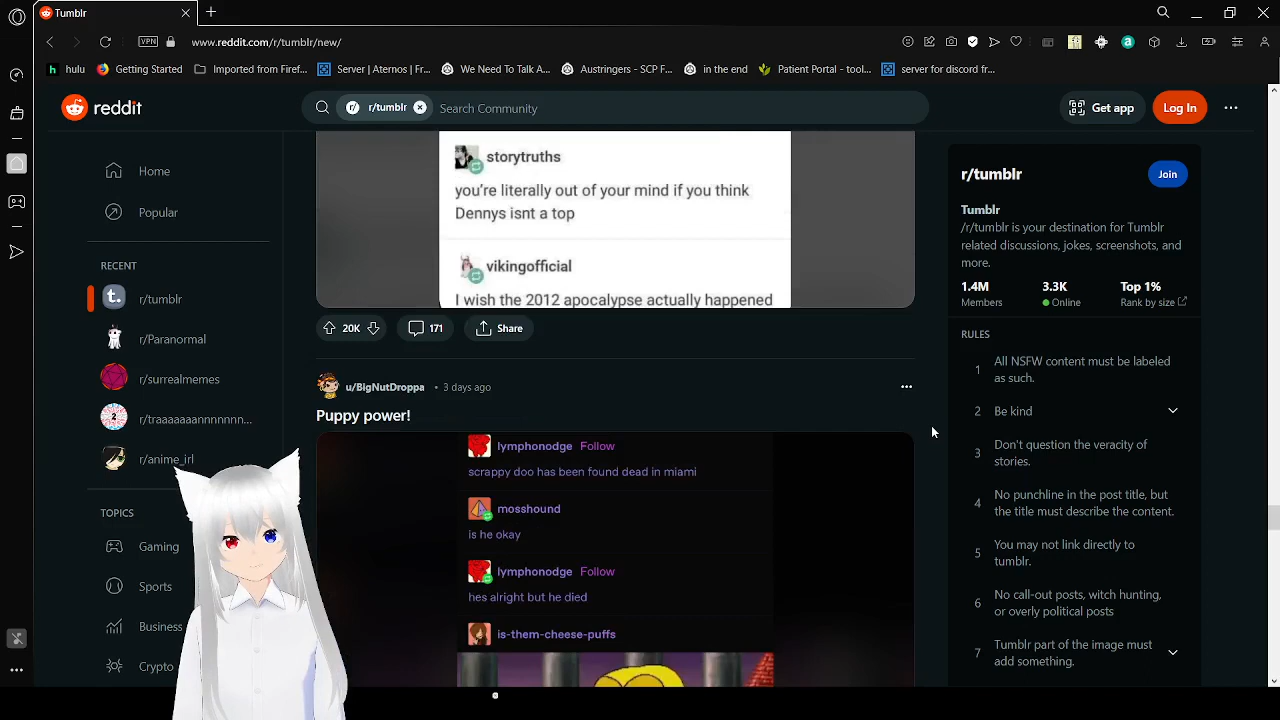 Tumblr
VPN
www.reddit.com/r/tumblr/new/
h hulu
Getting Started
Imported from Firef...
Server | Aternos | Fr...
We Need To Talk A...
Austringers - SCP F...
in the end
Patient Portal - tool...
server for discord fr...
reddit
r/ r/tumblr Search Community
Get app
Log In
Home
Popular
RECENT
t. r/tumblr
r/Paranormal
r/surrealmemes
2 r/traaaaaaannnnnnn...
r/anime_irl
TOPICS
Gaming
Sports
Business
Crypto
storytruths
you're literally out of your mind if you think
Dennys isnt a top
vikingofficial
I wish the 2012 apocalypse actually happened
20K
171
Share
u/BigNutDroppa • 3 days ago
Puppy power!
lymphonodge Follow
scrappy doo has been found dead in miami
mosshound
is he okay
lymphonodge Follow
hes alright but he died
is-them-cheese-puffs
r/tumblr
Join
Tumblr
/r/tumblr is your destination for Tumblr
related discussions, jokes, screenshots, and
more.
1.4M 3.3K Top 1%
Members Online Rank by size
RULES
1 All NSFW content must be labeled
as such.
2 Be kind
3 Don't question the veracity of
stories.
4 No punchline in the post title, but
the title must describe the content.
5 You may not link directly to
tumblr.
6 No call-out posts, witch hunting,
or overly political posts
7 Tumblr part of the image must
add something.